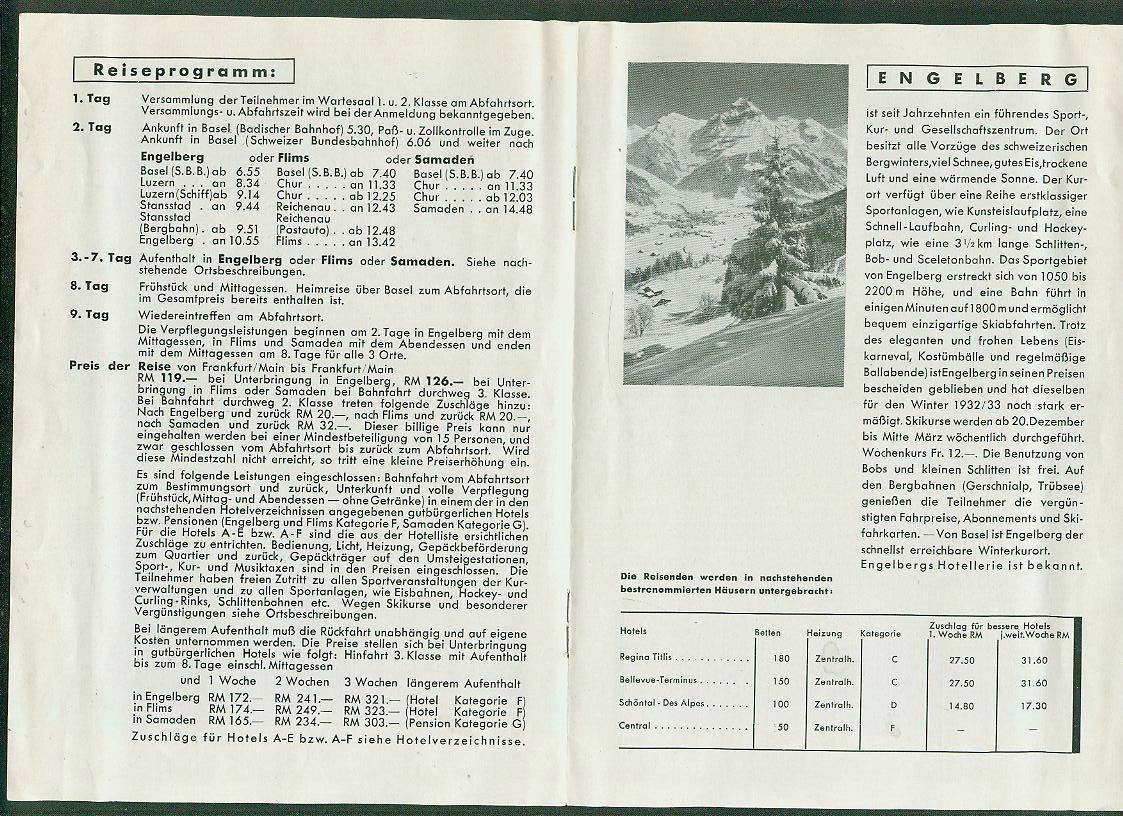 Reiseprogramm:
1. Tag Versammlung der Teilnehmer im Wartesaal 1. u. 2. Klasse am Abfahrtsort.
Versammlungs- u. Abfahrtszeit wird bei der Anmeldung bekanntgegeben.
2. Tag Ankunft in Basel (Badischer Bahnhof) 5.30, Paß- u. Zollkontrolle im Zuge.
Ankunft in Basel (Schweizer Bundesbahnhof) 6.06 und weiter nach
Engelberg oder Flims oder Samaden
Basel (S.B.B.) ab 6.55 Basel (S.B.B.) ab 7.40 Basel (S.B.B.) ab 7.40
Luzern . . . an 8.34 Chur . . . . . an 11.33 Chur . . . . . an 11.33
Luzern (Schiff) ab 9.14 Chur . . . . . ab 12.25 Chur . . . . . ab 12.03
Stansstad . an 9.44 Reichenau . . an 12.43 Samaden . . an 14.48
Stansstad Reichenau
(Bergbahn) . ab 9.51 (Postauto) . . ab 12.48
Engelberg . an 10.55 Flims . . . . . an 13.42
3.-7. Tag Aufenthalt in Engelberg oder Flims oder Samaden. Siehe nach-
stehende Ortsbeschreibungen.
8. Tag Frühstück und Mittagessen. Heimreise über Basel zum Abfahrtsort, die
im Gesamtpreis bereits enthalten ist.
9. Tag Wiedereintreffen am Abfahrtsort.
Die Verpflegungsleistungen beginnen am 2. Tage in Engelberg mit dem
Mittagessen, in Flims und Samaden mit dem Abendessen und enden
mit dem Mittagessen am 8. Tage für alle 3 Orte.
Preis der Reise von Frankfurt/Main bis Frankfurt/Main
RM 119.— bei Unterbringung in Engelberg, RM 126.— bei Unter-
bringung in Flims oder Samaden bei Bahnfahrt durchweg 3. Klasse.
Bei Bahnfahrt durchweg 2. Klasse treten folgende Zuschläge hinzu:
Nach Engelberg und zurück RM 20.—, nach Flims und zurück RM 20.—,
nach Samaden und zurück RM 32.—. Dieser billige Preis kann nur
eingehalten werden bei einer Mindestbeteiligung von 15 Personen, und
zwar geschlossen vom Abfahrtsort bis zurück zum Abfahrtsort. Wird
diese Mindestzahl nicht erreicht, so tritt eine kleine Preiserhöhung ein.
Es sind folgende Leistungen eingeschlossen: Bahnfahrt vom Abfahrtsort
zum Bestimmungsort und zurück, Unterkunft und volle Verpflegung
(Frühstück, Mittag- und Abendessen — ohne Getränke) in einem der in den
nachstehenden Hotelverzeichnissen angegebenen gutbürgerlichen Hotels
bzw. Pensionen (Engelberg und Flims Kategorie F, Samaden Kategorie G).
Für die Hotels A-E bzw. A-F sind die aus der Hotelliste ersichtlichen
Zuschläge zu entrichten. Bedienung, Licht, Heizung, Gepäckbeförderung
zum Quartier und zurück, Gepäckträger auf den Umsteigestationen,
Sport-, Kur- und Musiktaxen sind in den Preisen eingeschlossen. Die
Teilnehmer haben freien Zutritt zu allen Sportveranstaltungen der Kur-
verwaltungen und zu allen Sportanlagen, wie Eisbahnen, Hockey- und
Curling-Rinks, Schlittenbahnen etc. Wegen Skikurse und besonderer
Vergünstigungen siehe Ortsbeschreibungen.
Bei längerem Aufenthalt muß die Rückfahrt unabhängig und auf eigene
Kosten unternommen werden. Die Preise stellen sich bei Unterbringung
in gutbürgerlichen Hotels wie folgt: Hinfahrt 3. Klasse mit Aufenthalt
bis zum 8. Tage einschl. Mittagessen
und 1 Woche 2 Wochen 3 Wochen längerem Aufenthalt
in Engelberg RM 172.— RM 241.— RM 321.— (Hotel Kategorie F)
in Flims RM 174.— RM 249.— RM 323.— (Hotel Kategorie F)
in Samaden RM 165.— RM 234.— RM 303.— (Pension Kategorie G)
Zuschläge für Hotels A-E bzw. A-F siehe Hotelverzeichnisse.
ENGELBERG
ist seit Jahrzehnten ein führendes Sport-,
Kur- und Gesellschaftszentrum. Der Ort
besitzt alle Vorzüge des schweizerischen
Bergwinters, viel Schnee, gutes Eis, trockene
Luft und eine wärmende Sonne. Der Kur-
ort verfügt über eine Reihe erstklassiger
Sportanlagen, wie Kunsteislaufplatz, eine
Schnell-Laufbahn, Curling- und Hockey-
platz, wie eine 3½ km lange Schlitten-,
Bob- und Sceletonbahn. Das Sportgebiet
von Engelberg erstreckt sich von 1050 bis
2200 m Höhe, und eine Bahn führt in
einigen Minuten auf 1800 m und ermöglicht
bequem einzigartige Skiabfahrten. Trotz
des eleganten und frohen Lebens (Eis-
karneval, Kostümbälle und regelmäßige
Ballabende) ist Engelberg in seinen Preisen
bescheiden geblieben und hat dieselben
für den Winter 1932/33 noch stark er-
mäßigt. Skikurse werden ab 20. Dezember
bis Mitte März wöchentlich durchgeführt.
Wochenkurs Fr. 12.—. Die Benutzung von
Bobs und kleinen Schlitten ist frei. Auf
den Bergbahnen (Gerschnialp, Trübsee)
genießen die Teilnehmer die vergün-
stigten Fahrpreise, Abonnements und Ski-
fahrkarten. — Von Basel ist Engelberg der
schnellst erreichbare Winterkurort.
Engelbergs Hotellerie ist bekannt.
Die Reisenden werden in nachstehenden
bestrenommierten Häusern untergebracht:
Hotels Betten Heizung Kategorie Zuschlag für bessere Hotels
1. Woche RM j. weit. Woche RM
Regina Titlis . . . . . . . . . . . . 180 Zentralh. C 27.50 31.60
Bellevue-Terminus . . . . . . . 150 Zentralh. C 27.50 31.60
Schöntal - Des Alpes . . . . . . . 100 Zentralh. D 14.80 17.30
Central . . . . . . . . . . . . . . . 50 Zentralh. F — —